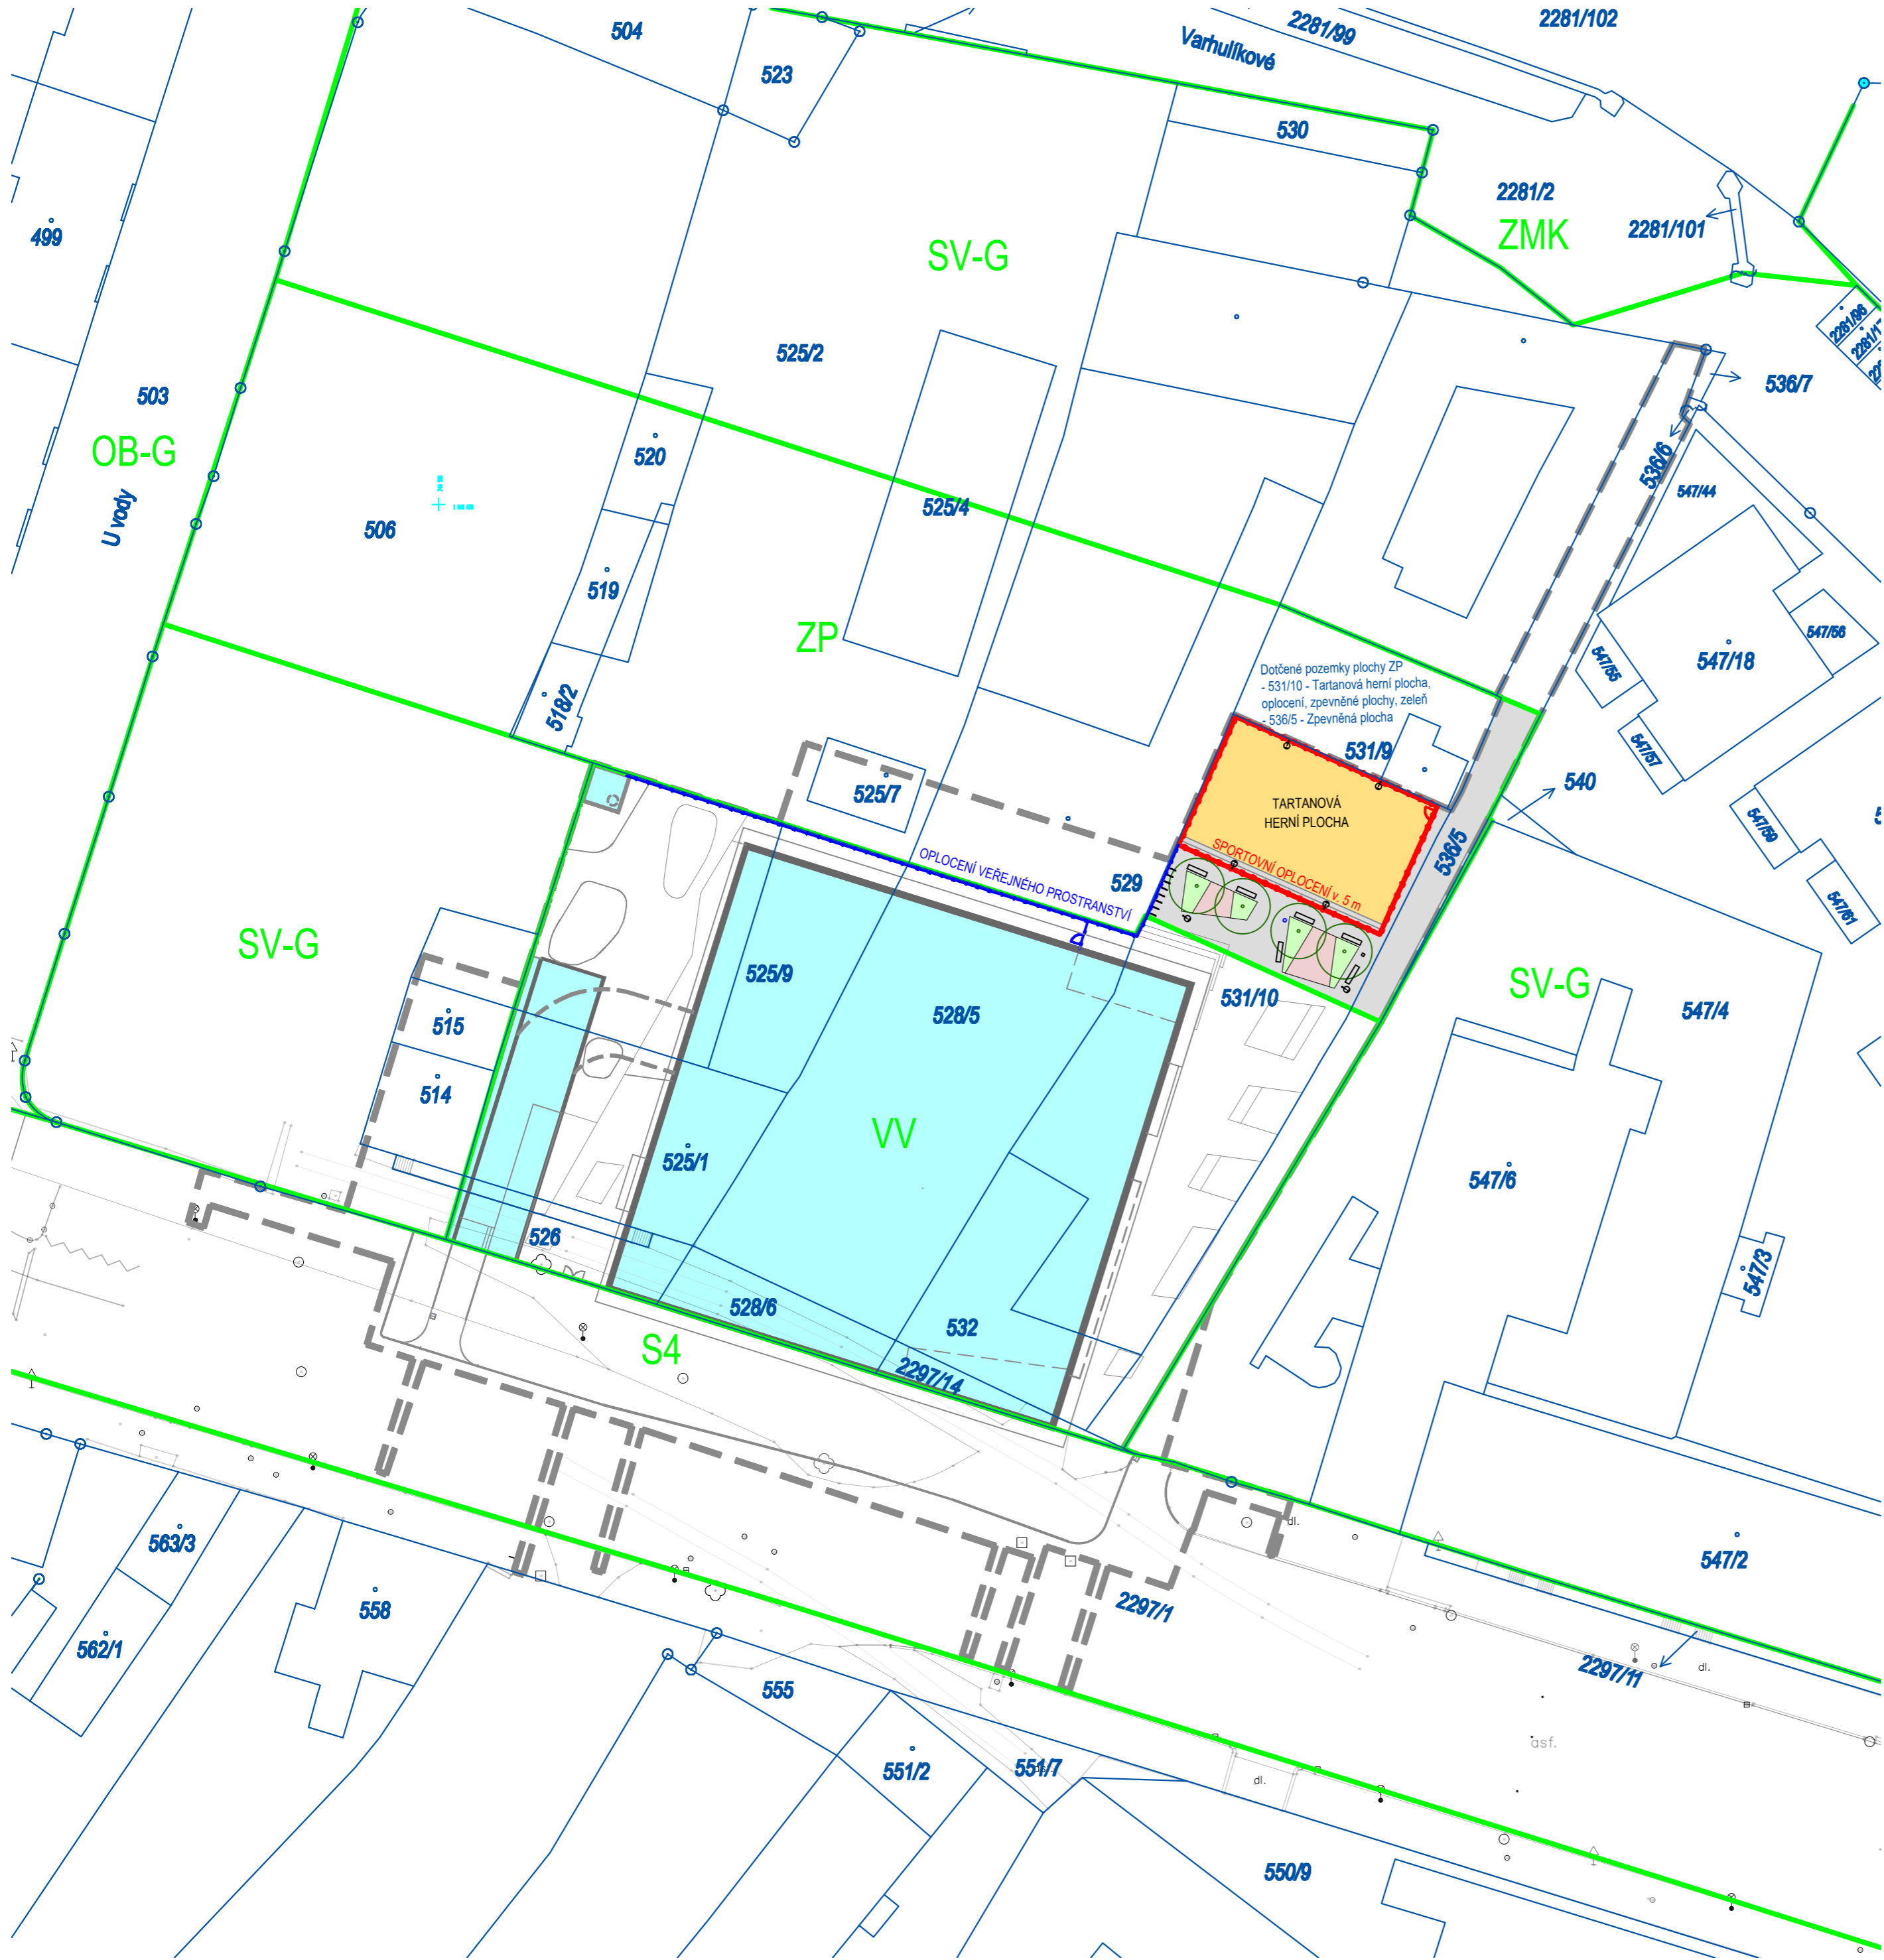 504
2281/102
2281/99
Varhulíkové
523
530
2281/2
2281/101
ZMK
499
SV-G
2281/96
525/2
536/7
503
OB-G
520
536/6
547/44
525/4
U vody
506
519
547/56
ZP
547/18
547/55
Dotčené pozemky plochy ZP
- 531/10 - Tartanová herní plocha,
oplocení, zpevněné plochy, zeleň
- 536/5 - Zpevněná plocha
518/2
531/9
547/57
540
525/7
TARTANOVÁ
HERNÍ PLOCHA
547/59
536/5
SPORTOVNÍ OPLOCENÍ v. 5 m
OPLOCENÍ VEŘEJNÉHO PROSTRANSTVÍ
529
547/61
SV-G
525/9
SV-G
531/10
528/5
547/4
515
514
VV
525/1
547/6
526
547/3
528/6
532
S4
2297/14
dl.
563/3
547/2
558
2297/1
562/1
2297/11
dl.
555
asf.
551/2
551/7
dl.
550/9